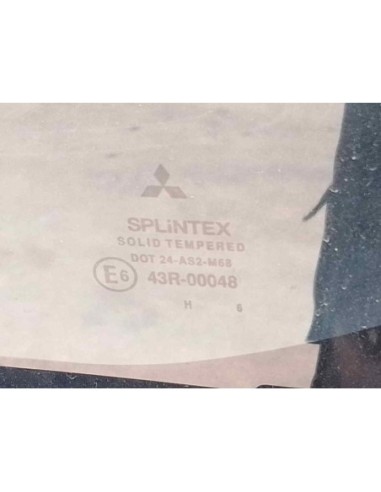 SPLiNTEX
SOLID TEMPERED
DOT 24-AS2-M68
E6 43R-00048
H 6